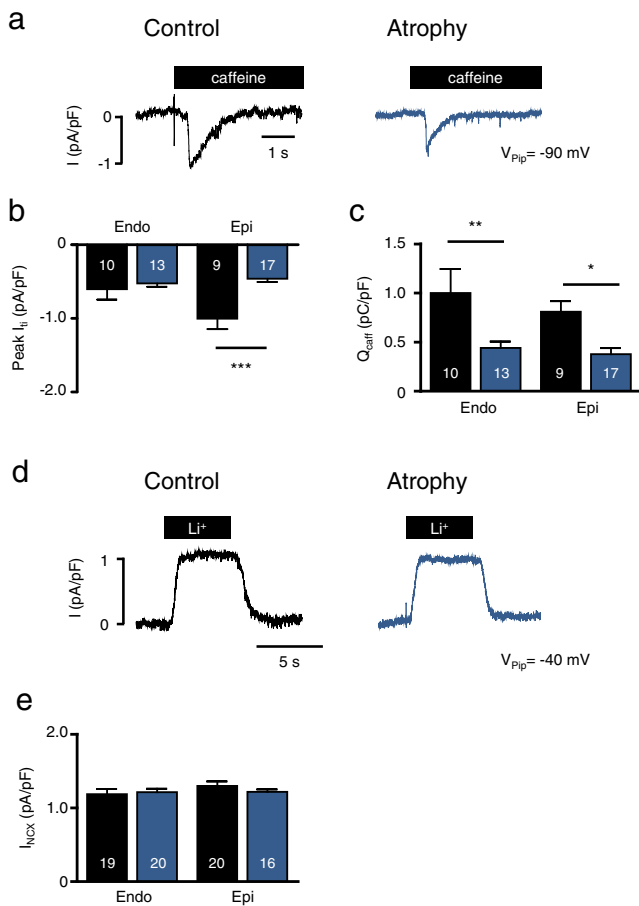 a
Control Atrophy
caffeine caffeine
0
I (pA/pF)
-1
1 s
V_Pip= -90 mV
b
Endo Epi
0
10 13 9 17
Peak I_ti (pA/pF)
-1.0
***
-2.0
c
** *
1.5
1.0
Q_caff (pC/pF)
0.5
10 13 9 17
0
Endo Epi
d
Control Atrophy
Li⁺ Li⁺
1
I (pA/pF)
0
5 s
V_Pip= -40 mV
e
2.0
I_NCX (pA/pF)
1.0
19 20 20 16
0
Endo Epi